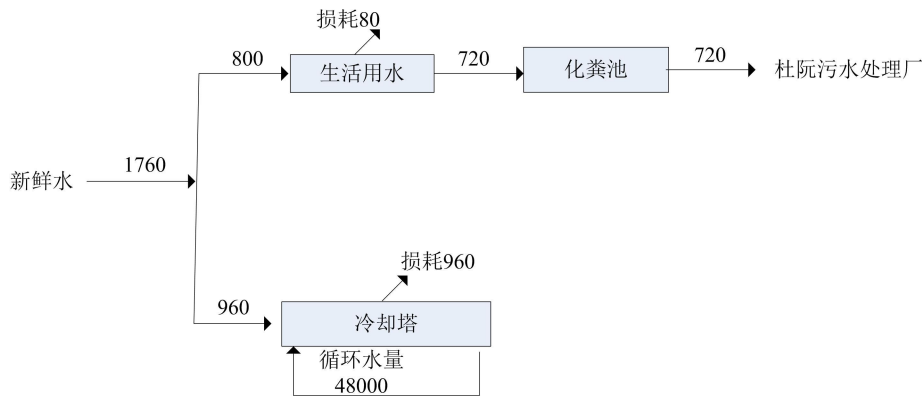 损耗80
800
生活用水
720
化粪池
720
杜阮污水处理厂
新鲜水
1760
损耗960
960
冷却塔
循环水量
48000